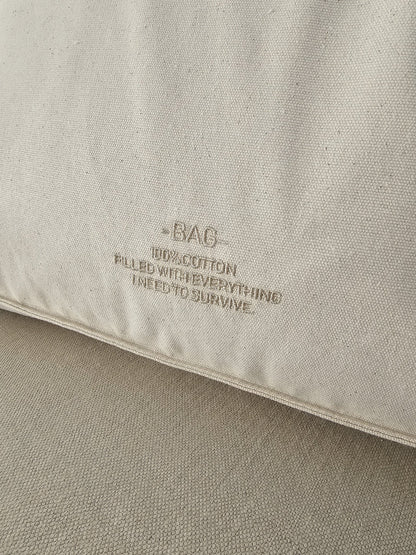 -BAG-
100% COTTON
FILLED WITH EVERYTHING
I NEED TO SURVIVE.